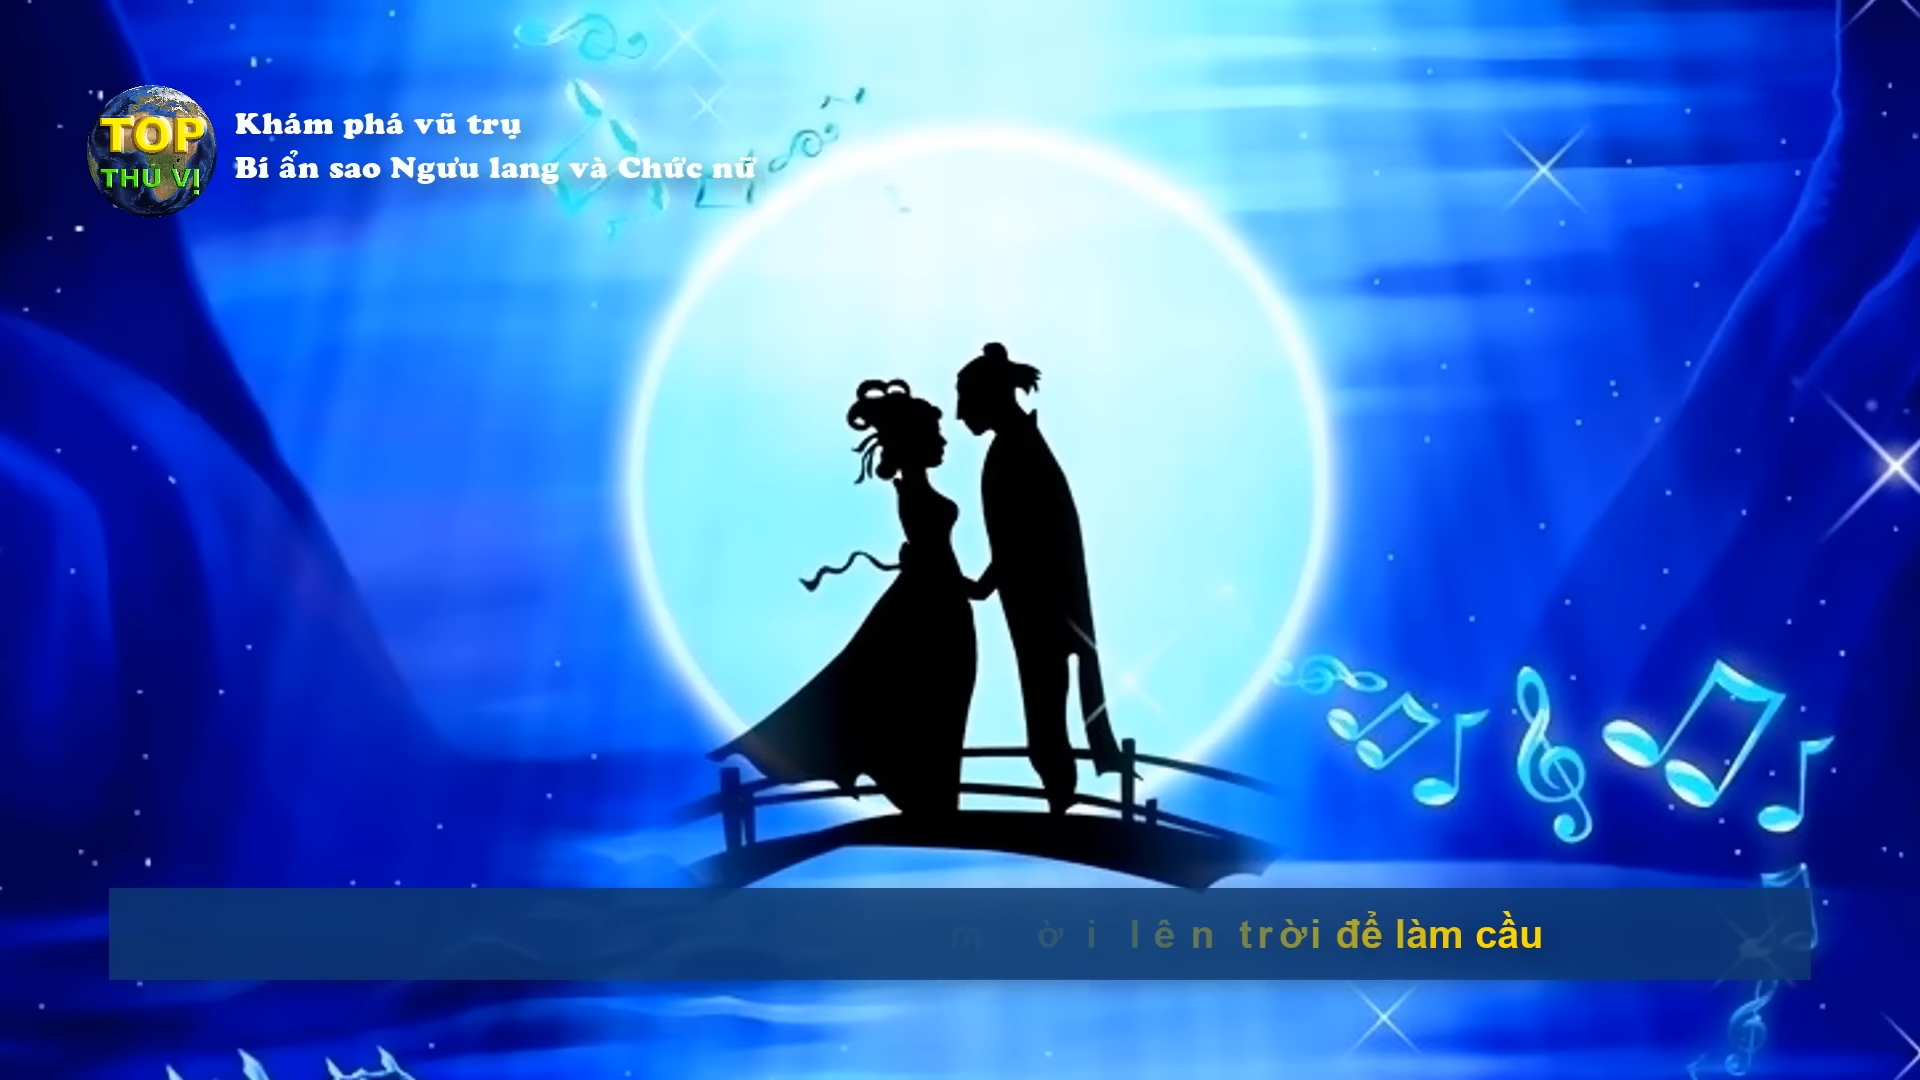 TOP
THÚ VỊ
Khám phá vũ trụ
Bí ẩn sao Ngưu lang và Chức nữ
mời lên trời để làm cầu